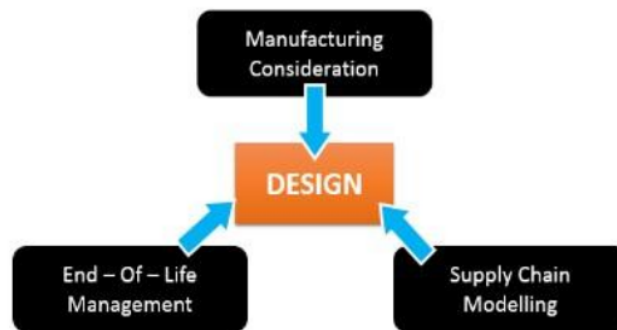 Manufacturing
Consideration
DESIGN
End – Of – Life
Management
Supply Chain
Modelling